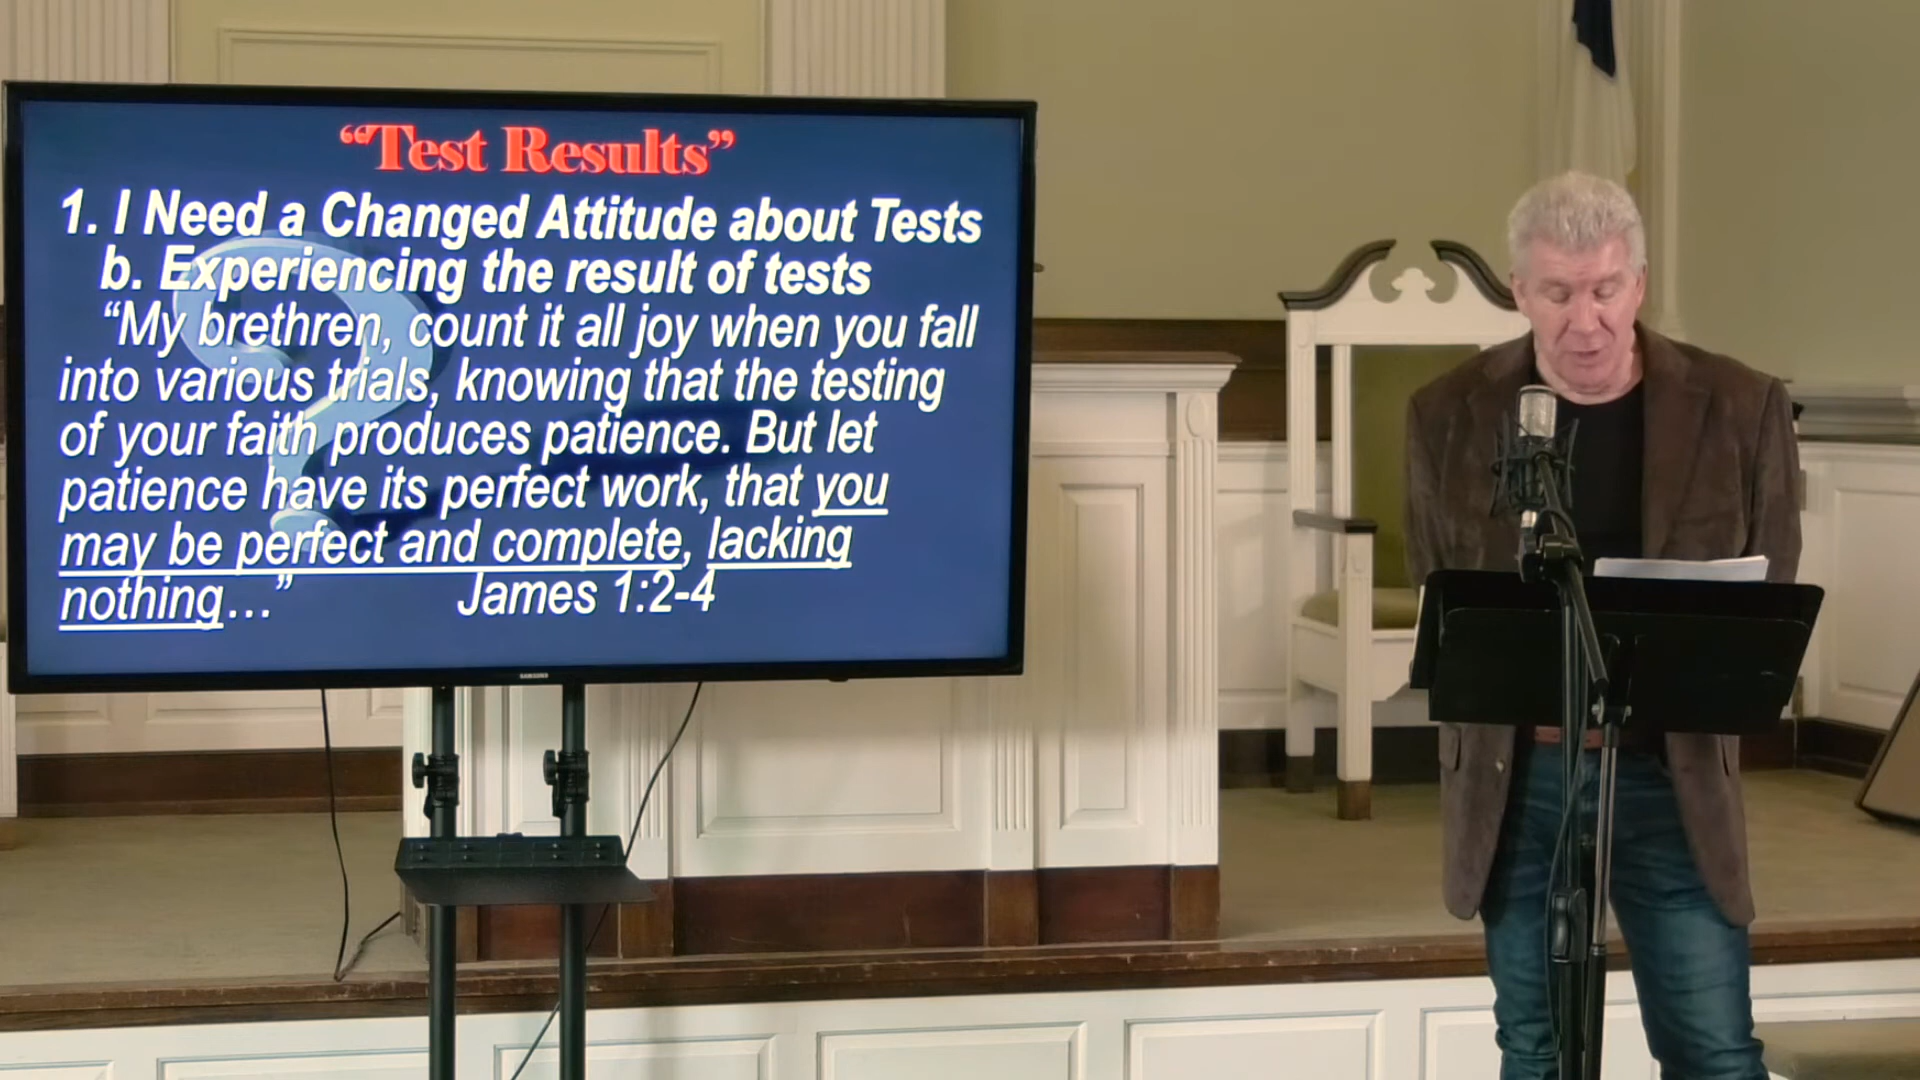 “Test Results”
1. I Need a Changed Attitude about Tests
b. Experiencing the result of tests
“My brethren, count it all joy when you fall
into various trials, knowing that the testing
of your faith produces patience. But let
patience have its perfect work, that you
may be perfect and complete, lacking
nothing…” James 1:2-4
SAMSUNG